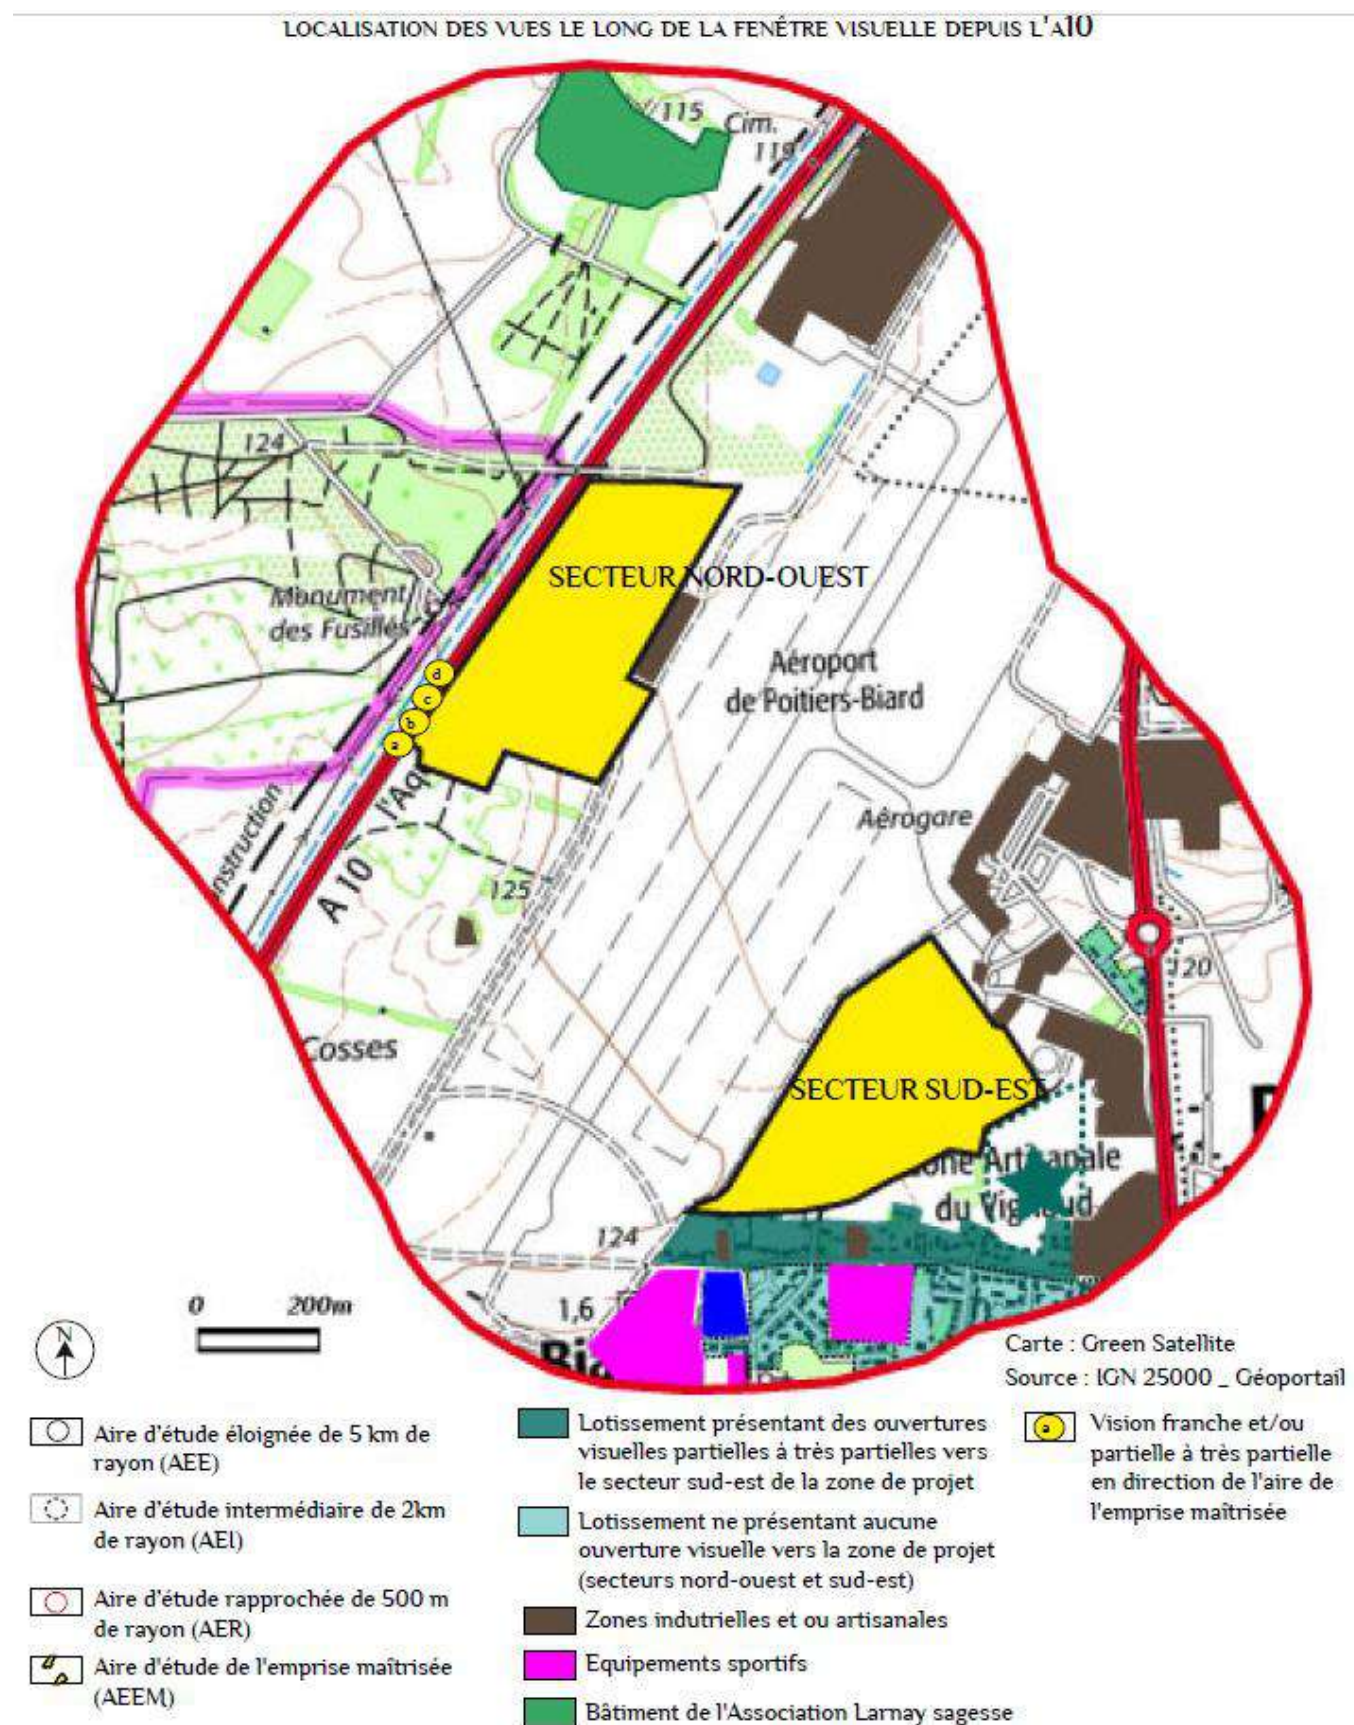 LOCALISATION DES VUES LE LONG DE LA FENÊTRE VISUELLE DEPUIS L'A10
115
Cim.
119
124
SECTEUR NORD-OUEST
Monument
des Fusillés
d
c
b
a
Aéroport
de Poitiers-Biard
l'Aq
nstruction
A 10
Aérogare
125
120
Cosses
SECTEUR SUD-EST
one Artisanale
du Vignaud
124
0 200m
1,6
N
Carte : Green Satellite
Source : IGN 25000 _ Géoportail
Aire d'étude éloignée de 5 km de
rayon (AEE)
Aire d'étude intermédiaire de 2km
de rayon (AEI)
Aire d'étude rapprochée de 500 m
de rayon (AER)
Aire d'étude de l'emprise maîtrisée
(AEEM)
Lotissement présentant des ouvertures
visuelles partielles à très partielles vers
le secteur sud-est de la zone de projet
Lotissement ne présentant aucune
ouverture visuelle vers la zone de projet
(secteurs nord-ouest et sud-est)
Zones indutrielles et ou artisanales
Equipements sportifs
Bâtiment de l'Association Larnay sagesse
a
Vision franche et/ou
partielle à très partielle
en direction de l'aire de
l'emprise maîtrisée